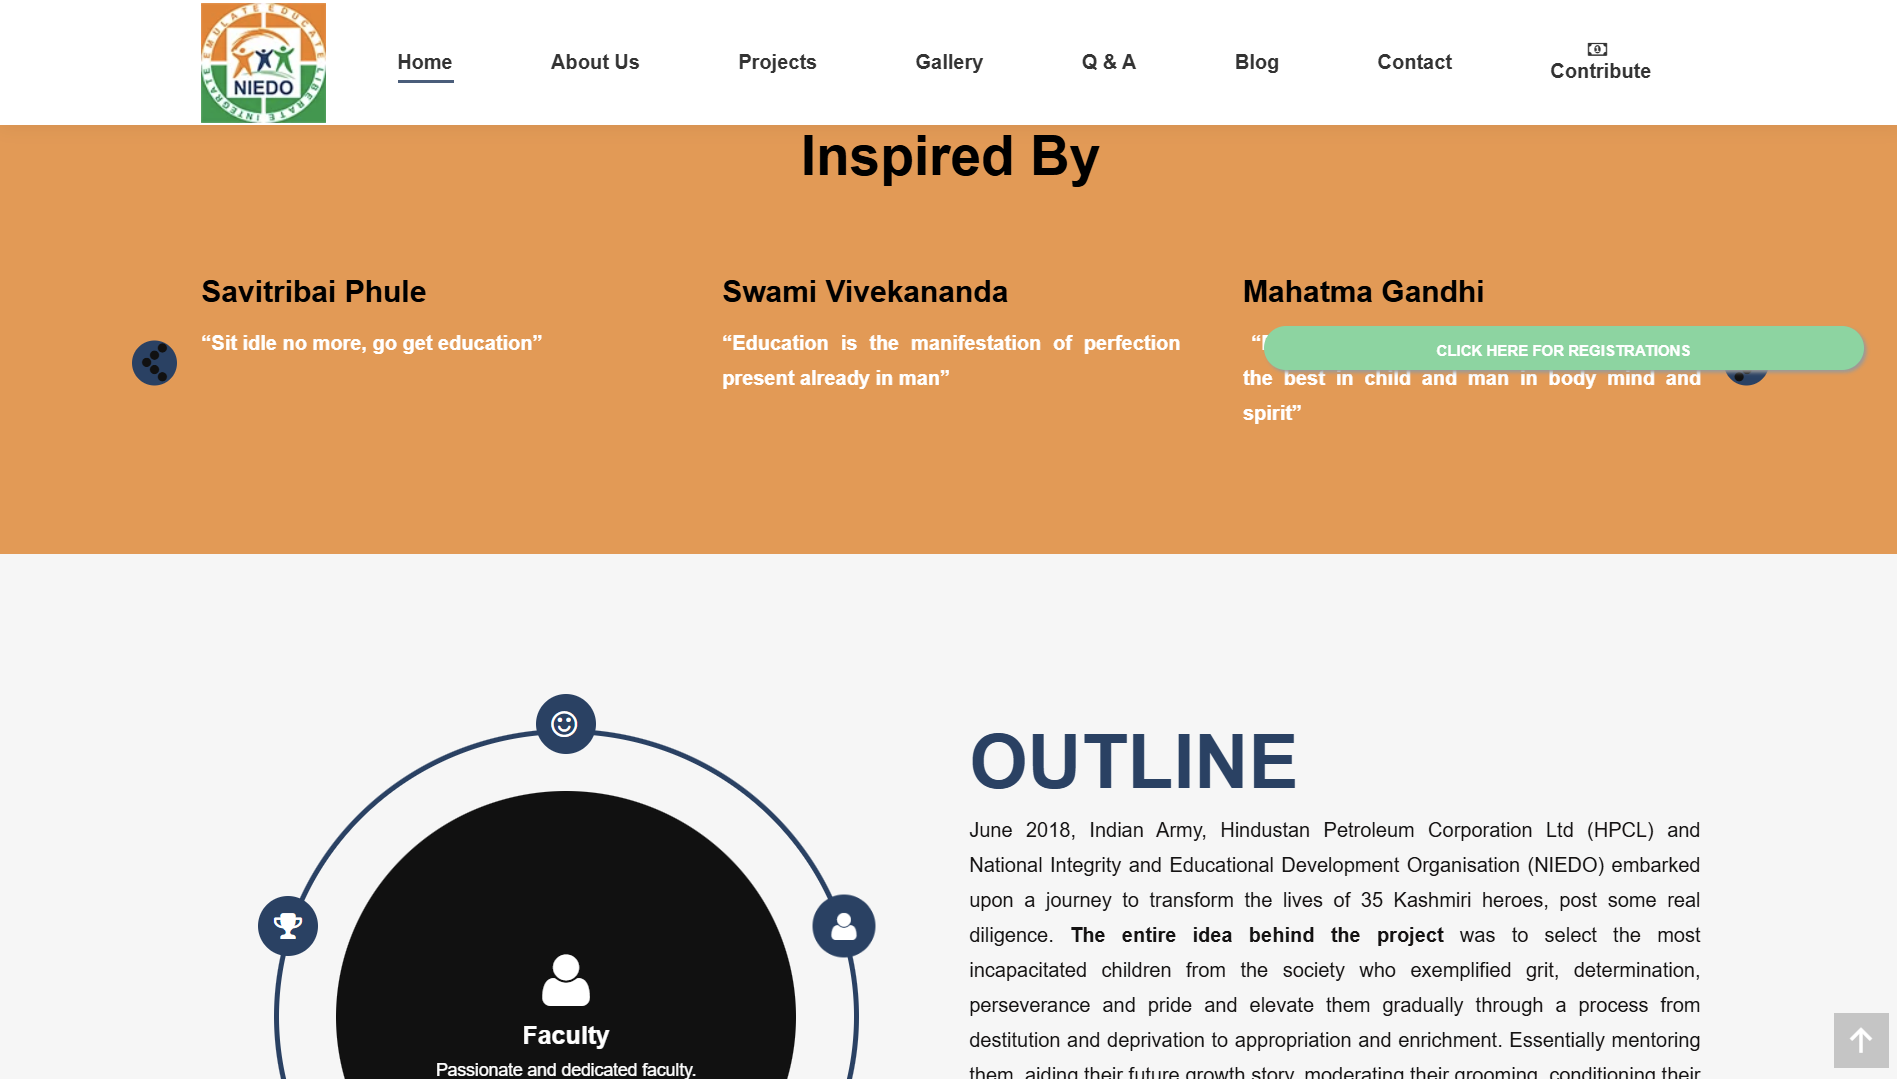 EMULATE EDUCATE LIBERATE INTEGRATE
NIEDO
Home
About Us
Projects
Gallery
Q & A
Blog
Contact
Contribute
Inspired By
Savitribai Phule
“Sit idle no more, go get education”
Swami Vivekananda
“Education is the manifestation of perfection
present already in man”
Mahatma Gandhi
“
CLICK HERE FOR REGISTRATIONS
the best in child and man in body mind and
spirit”
OUTLINE
June 2018, Indian Army, Hindustan Petroleum Corporation Ltd (HPCL) and
National Integrity and Educational Development Organisation (NIEDO) embarked
upon a journey to transform the lives of 35 Kashmiri heroes, post some real
diligence. The entire idea behind the project was to select the most
incapacitated children from the society who exemplified grit, determination,
perseverance and pride and elevate them gradually through a process from
destitution and deprivation to appropriation and enrichment. Essentially mentoring
them, aiding their future growth story, moderating their grooming, conditioning their
Faculty
Passionate and dedicated faculty.